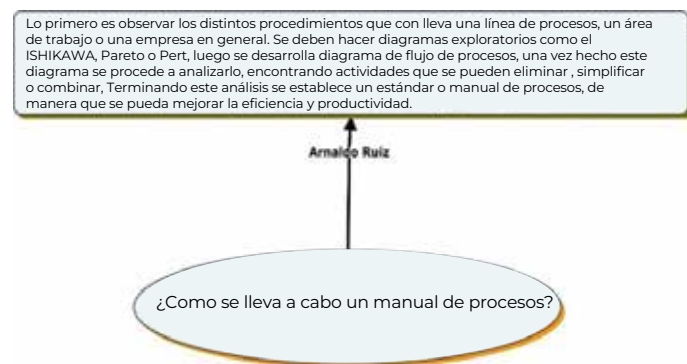 Lo primero es observar los distintos procedimientos que con lleva una línea de procesos, un área
de trabajo o una empresa en general. Se deben hacer diagramas exploratorios como el
ISHIKAWA, Pareto o Pert, luego se desarrolla diagrama de flujo de procesos, una vez hecho este
diagrama se procede a analizarlo, encontrando actividades que se pueden eliminar , simplificar
o combinar, Terminando este análisis se establece un estándar o manual de procesos, de
manera que se pueda mejorar la eficiencia y productividad.
Arnaldo Ruiz
¿Como se lleva a cabo un manual de procesos?